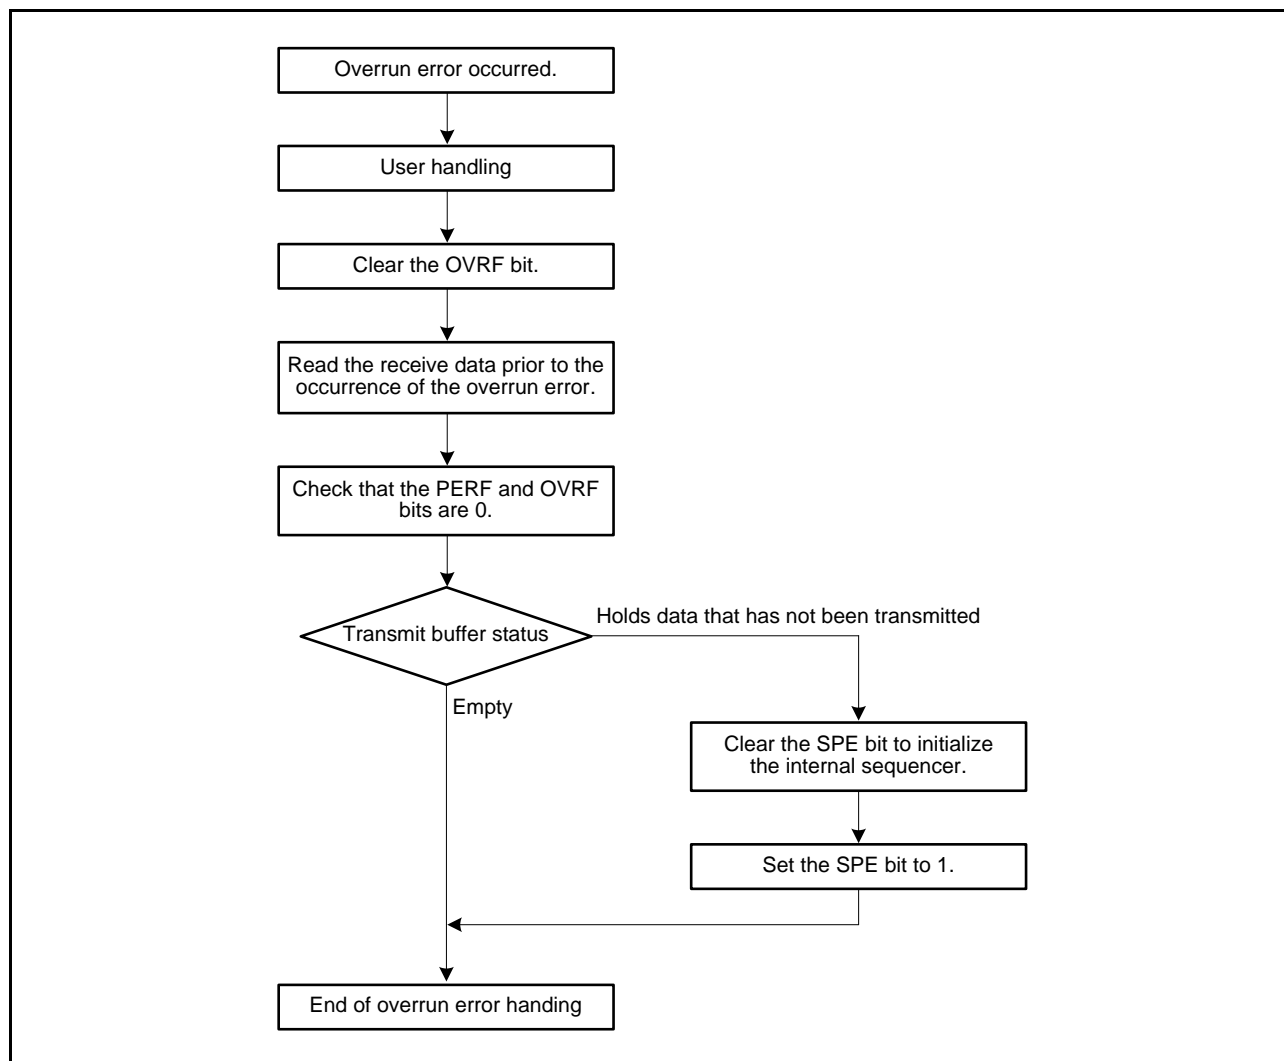 Overrun error occurred.
User handling
Clear the OVRF bit.
Read the receive data prior to the
occurrence of the overrun error.
Check that the PERF and OVRF
bits are 0.
Transmit buffer status
Holds data that has not been transmitted
Empty
Clear the SPE bit to initialize
the internal sequencer.
Set the SPE bit to 1.
End of overrun error handing